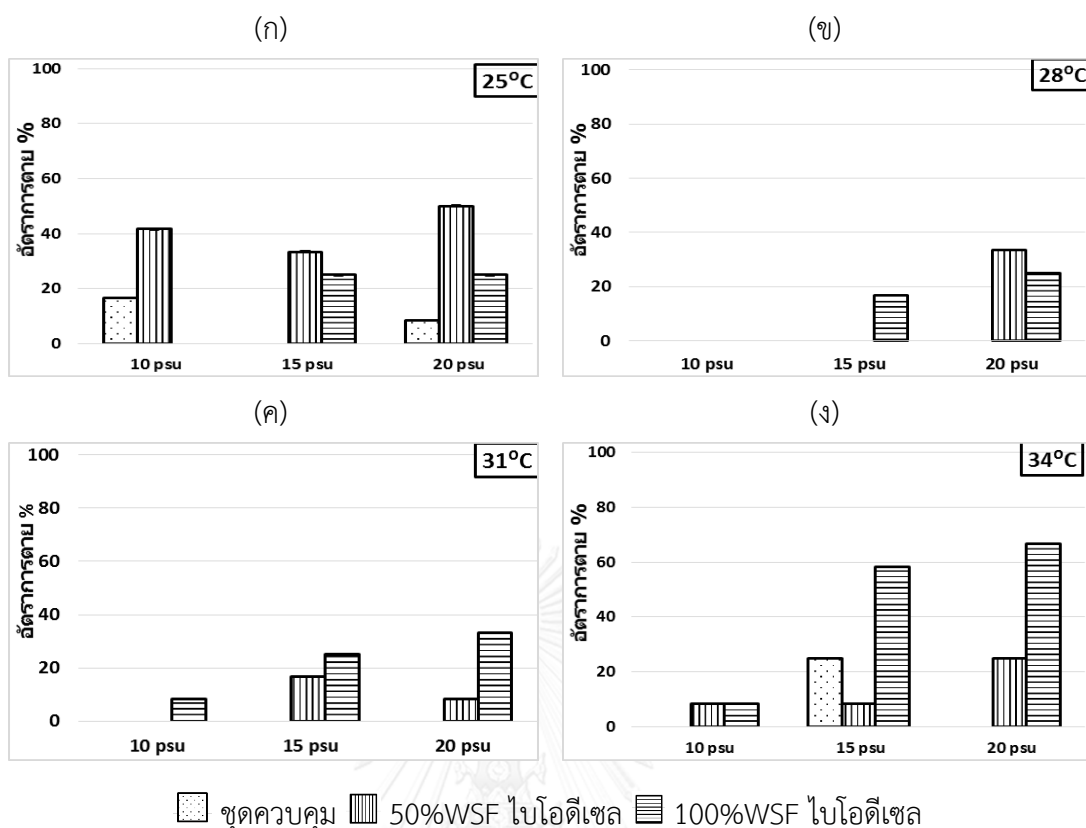 (ก)
(ข)
100
80
60
40
20
0
อัตราการตาย %
25°C
10 psu
15 psu
20 psu
100
80
60
40
20
0
อัตราการตาย %
28°C
10 psu
15 psu
20 psu
(ค)
(ง)
100
80
60
40
20
0
อัตราการตาย %
31°C
10 psu
15 psu
20 psu
100
80
60
40
20
0
อัตราการตาย %
34°C
10 psu
15 psu
20 psu
ชุดควบคุม 50%WSF ไบโอดีเซล 100%WSF ไบโอดีเซล